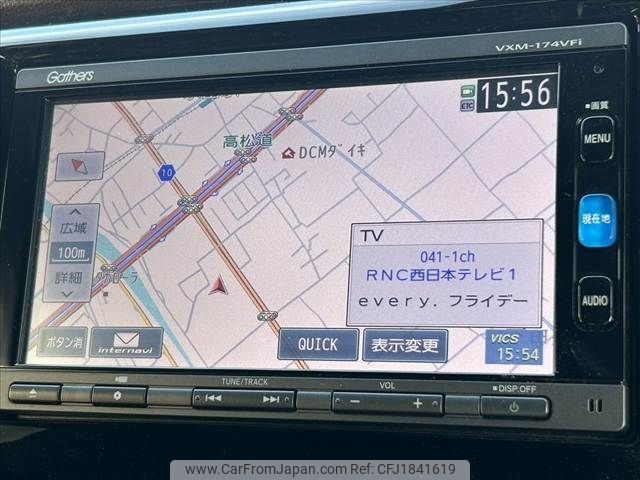 Gathers
VXM-174VFi
ETC
15:56
高松道
DCMダイキ
10
広域
100m
詳細
TV
041-1ch
RNC西日本テレビ1
every. フライデー
ボタン消
internavi
QUICK
表示変更
VICS
15:54
画質
MENU
現在地
AUDIO
TUNE/TRACK
VOL
DISP.OFF
www.CarFromJapan.com - CFJ1841619